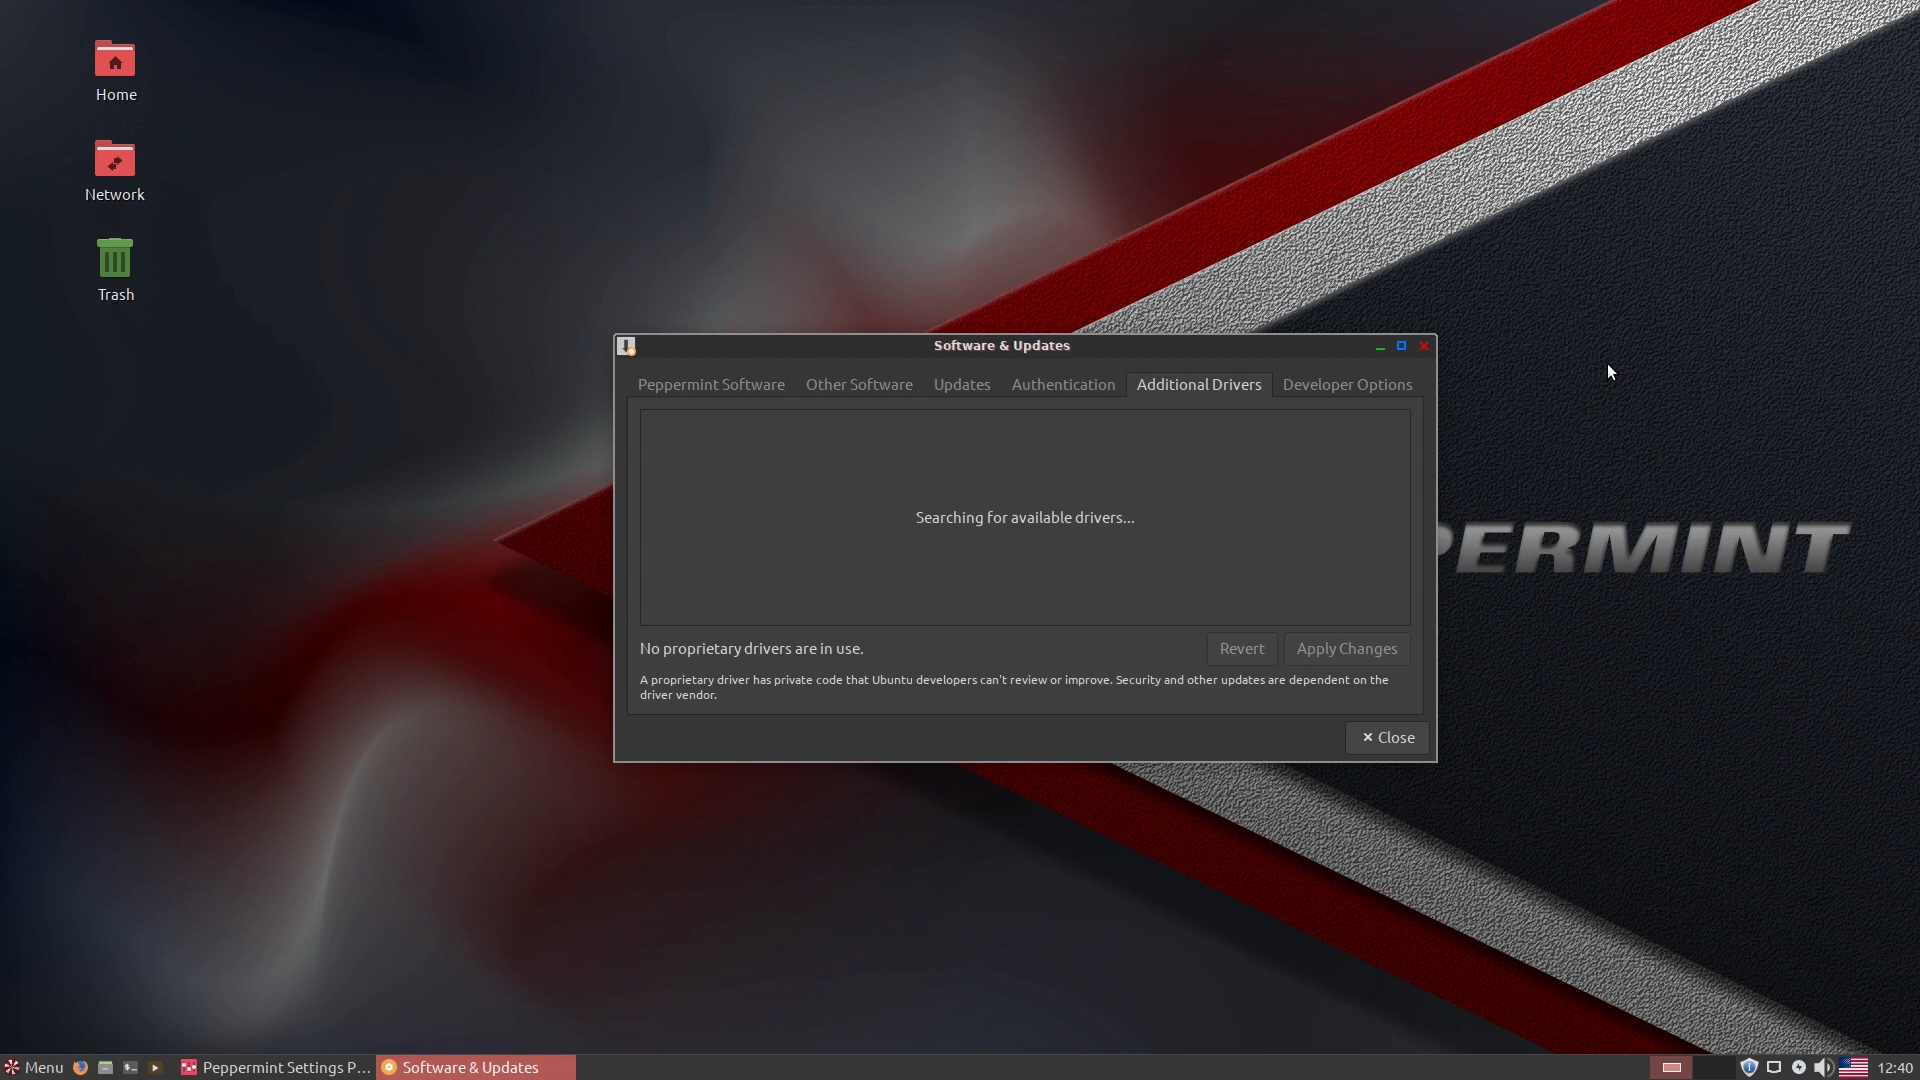 Home
Network
Trash
Software & Updates
Peppermint Software Other Software Updates Authentication Additional Drivers Developer Options
Searching for available drivers...
No proprietary drivers are in use. Revert Apply Changes
A proprietary driver has private code that Ubuntu developers can't review or improve. Security and other updates are dependent on the
driver vendor.
Close
PERMINT
Menu Peppermint Settings P... Software & Updates 12:40